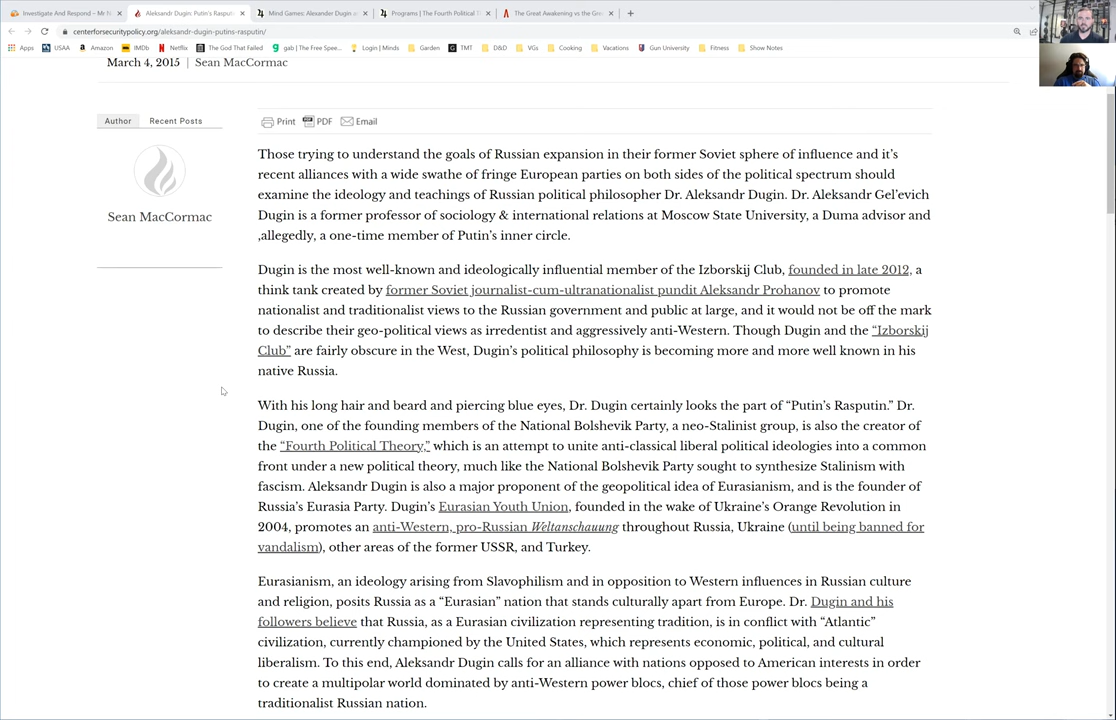 Investigate And Respond – Mr N
Aleksandr Dugin: Putin's Rasputi
Mind Games: Alexander Dugin an
Programs | The Fourth Political T
The Great Awakening vs the Gre
centerforsecuritypolicy.org/aleksandr-dugin-putins-rasputin/
Apps USAA Amazon IMDb Netflix The God That Failed gab | The Free Spee... Login | Minds Garden TMT D&D VGs Cooking Vacations Gun University Fitness Show Notes
March 4, 2015 | Sean MacCormac
Author Recent Posts
Sean MacCormac
Print PDF Email
Those trying to understand the goals of Russian expansion in their former Soviet sphere of influence and it's
recent alliances with a wide swathe of fringe European parties on both sides of the political spectrum should
examine the ideology and teachings of Russian political philosopher Dr. Aleksandr Dugin. Dr. Aleksandr Gel'evich
Dugin is a former professor of sociology & international relations at Moscow State University, a Duma advisor and
,allegedly, a one-time member of Putin's inner circle.
Dugin is the most well-known and ideologically influential member of the Izborskij Club, founded in late 2012, a
think tank created by former Soviet journalist-cum-ultranationalist pundit Aleksandr Prohanov to promote
nationalist and traditionalist views to the Russian government and public at large, and it would not be off the mark
to describe their geo-political views as irredentist and aggressively anti-Western. Though Dugin and the “Izborskij
Club” are fairly obscure in the West, Dugin's political philosophy is becoming more and more well known in his
native Russia.
With his long hair and beard and piercing blue eyes, Dr. Dugin certainly looks the part of “Putin's Rasputin.” Dr.
Dugin, one of the founding members of the National Bolshevik Party, a neo-Stalinist group, is also the creator of
the “Fourth Political Theory,” which is an attempt to unite anti-classical liberal political ideologies into a common
front under a new political theory, much like the National Bolshevik Party sought to synthesize Stalinism with
fascism. Aleksandr Dugin is also a major proponent of the geopolitical idea of Eurasianism, and is the founder of
Russia's Eurasia Party. Dugin's Eurasian Youth Union, founded in the wake of Ukraine's Orange Revolution in
2004, promotes an anti-Western, pro-Russian Weltanschauung throughout Russia, Ukraine (until being banned for
vandalism), other areas of the former USSR, and Turkey.
Eurasianism, an ideology arising from Slavophilism and in opposition to Western influences in Russian culture
and religion, posits Russia as a “Eurasian” nation that stands culturally apart from Europe. Dr. Dugin and his
followers believe that Russia, as a Eurasian civilization representing tradition, is in conflict with “Atlantic”
civilization, currently championed by the United States, which represents economic, political, and cultural
liberalism. To this end, Aleksandr Dugin calls for an alliance with nations opposed to American interests in order
to create a multipolar world dominated by anti-Western power blocs, chief of those power blocs being a
traditionalist Russian nation.